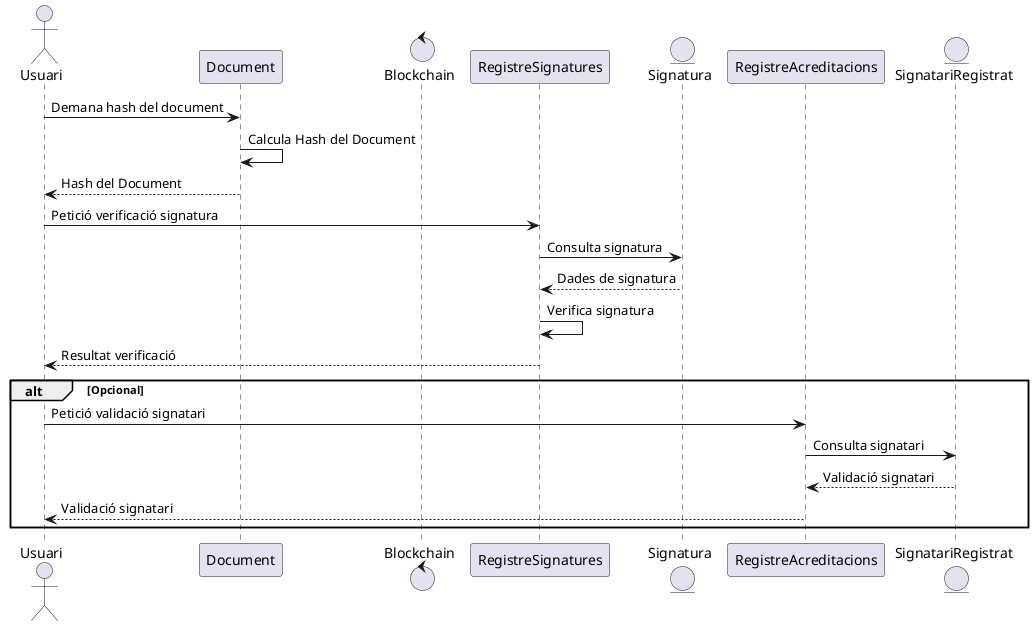 Usuari
Document
Blockchain
RegistreSignatures
Signatura
RegistreAcreditacions
SignatariRegistrat
Demana hash del document
Calcula Hash del Document
Hash del Document
Petició verificació signatura
Consulta signatura
Dades de signatura
Verifica signatura
Resultat verificació
alt [Opcional]
Petició validació signatari
Consulta signatari
Validació signatari
Validació signatari
Usuari
Document
Blockchain
RegistreSignatures
Signatura
RegistreAcreditacions
SignatariRegistrat